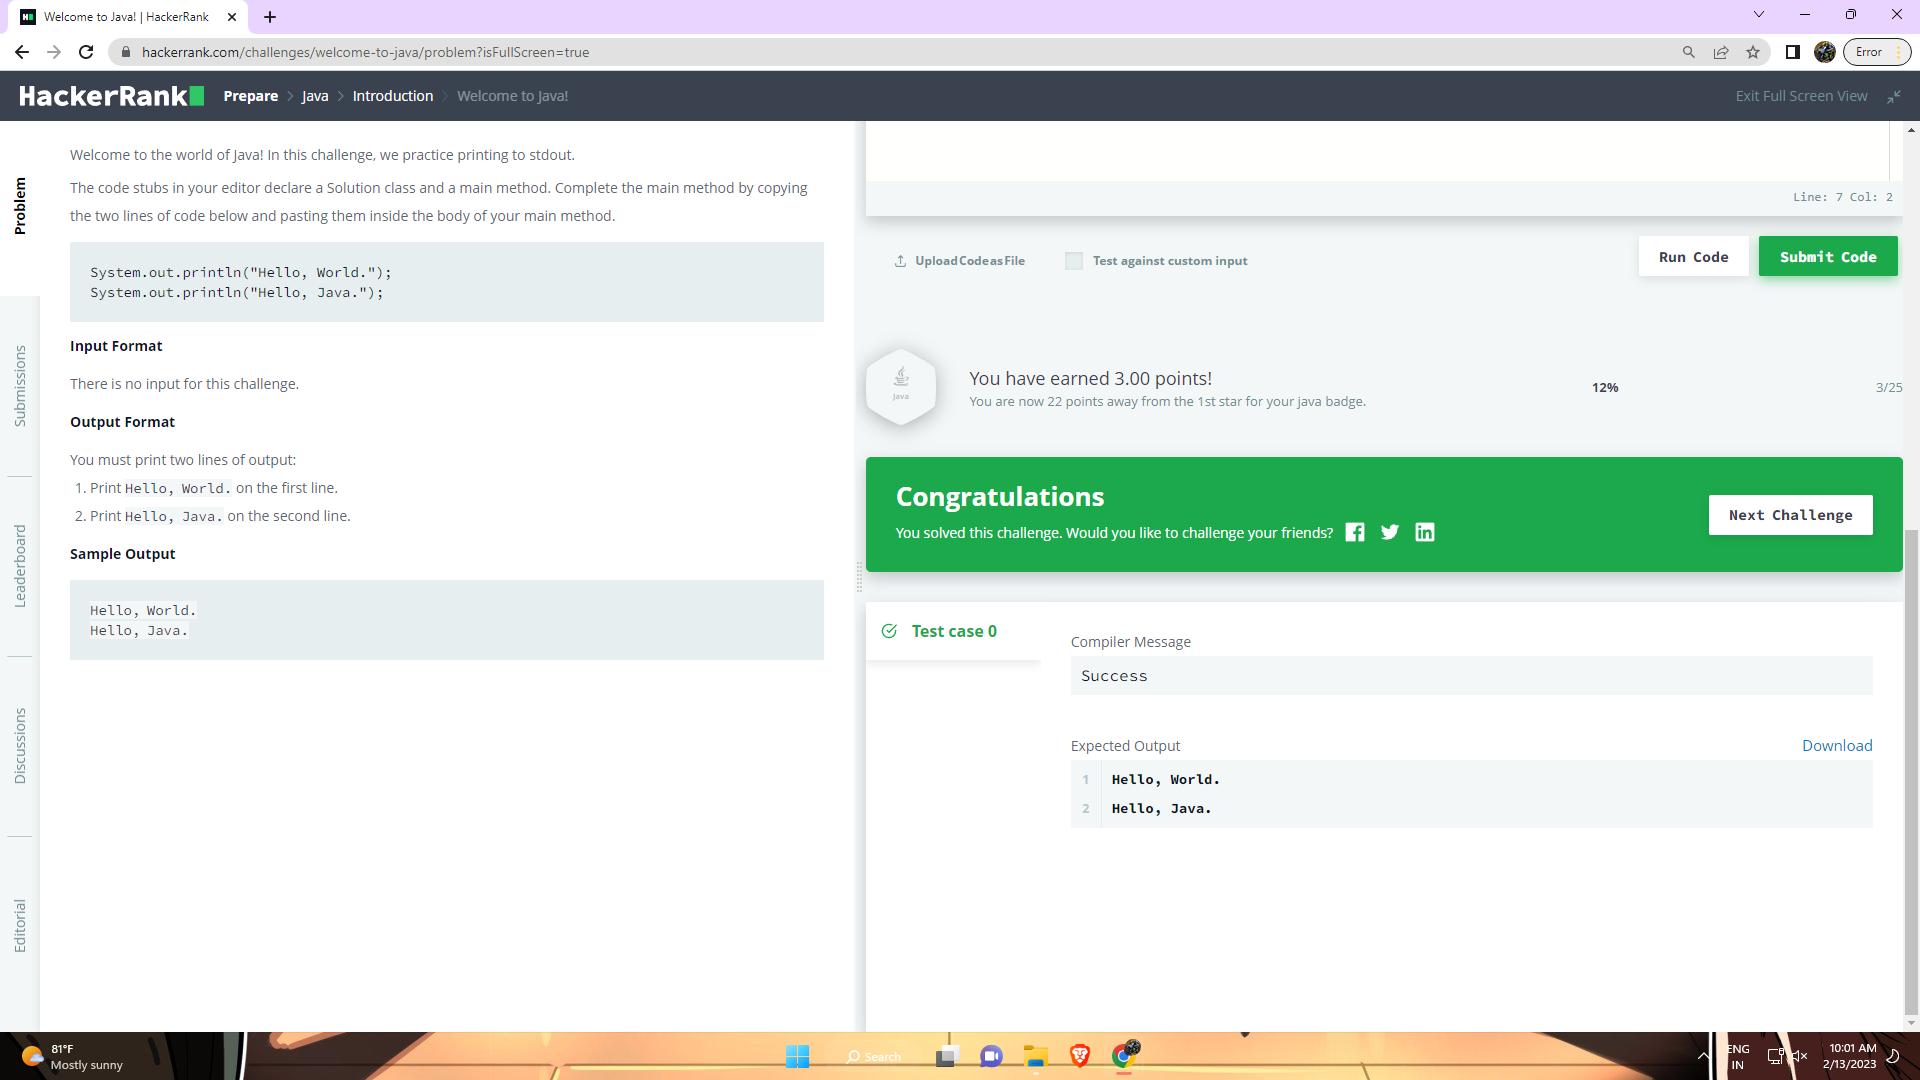 Welcome to Java! | HackerRank
hackerrank.com/challenges/welcome-to-java/problem?isFullScreen=true
Error
HackerRank
Prepare > Java > Introduction > Welcome to Java!
Exit Full Screen View
Problem
Submissions
Leaderboard
Discussions
Editorial
Welcome to the world of Java! In this challenge, we practice printing to stdout.
The code stubs in your editor declare a Solution class and a main method. Complete the main method by copying
the two lines of code below and pasting them inside the body of your main method.
System.out.println("Hello, World.");
System.out.println("Hello, Java.");
Input Format
There is no input for this challenge.
Output Format
You must print two lines of output:
1. Print Hello, World. on the first line.
2. Print Hello, Java. on the second line.
Sample Output
Hello, World.
Hello, Java.
Line: 7 Col: 2
Upload Code as File
Test against custom input
Run Code
Submit Code
Java
You have earned 3.00 points!
You are now 22 points away from the 1st star for your java badge.
12%
3/25
Congratulations
You solved this challenge. Would you like to challenge your friends?
Next Challenge
Test case 0
Compiler Message
Success
Expected Output
Download
1 Hello, World.
2 Hello, Java.
81°F
Mostly sunny
Search
ENG
IN
10:01 AM
2/13/2023